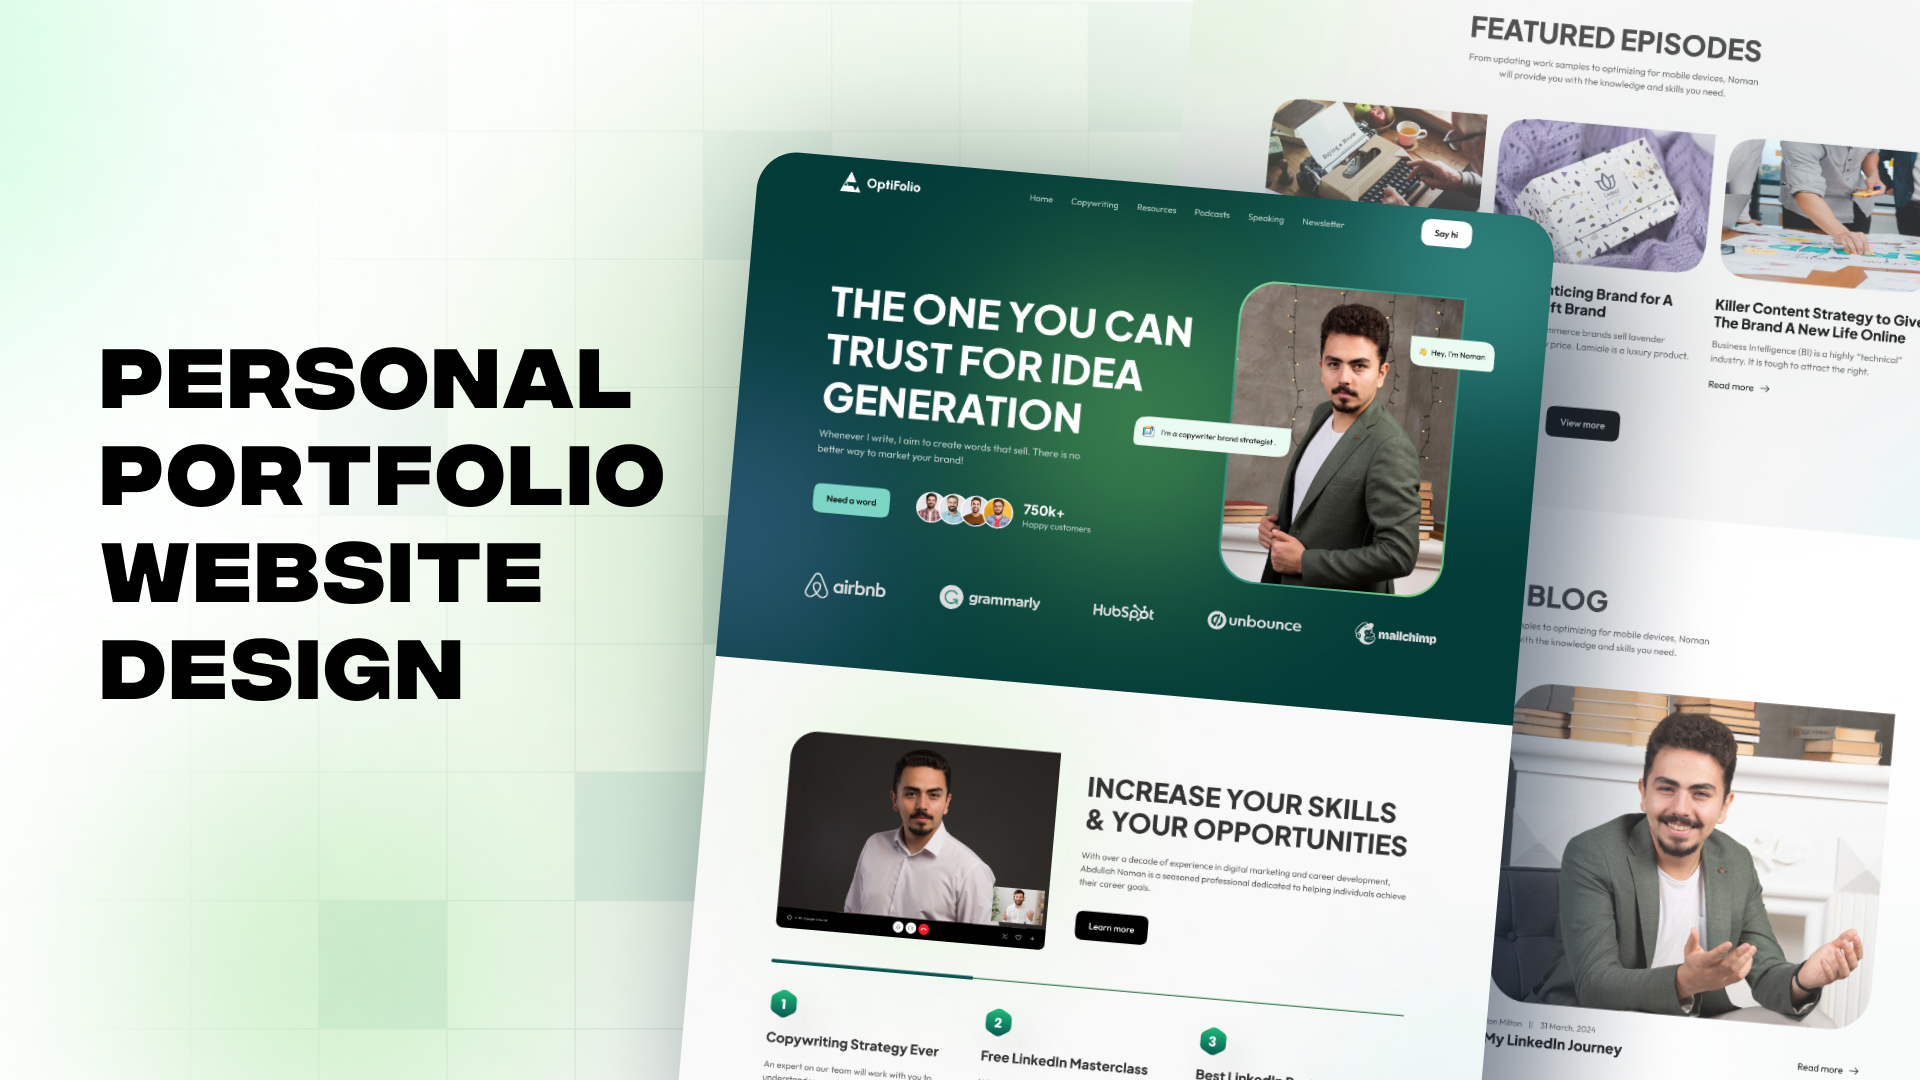 PERSONAL
PORTFOLIO
WEBSITE
DESIGN
OptiFolio
Home
Copywriting
Resources
Podcasts
Speaking
Newsletter
Say hi
THE ONE YOU CAN
TRUST FOR IDEA
GENERATION
Whenever I write, I aim to create words that sell. There is no
better way to market your brand!
Need a word
750k+
Happy customers
Hey, I'm Noman
I'm a copywriter brand strategist .
airbnb
grammarly
HubSpot
unbounce
mailchimp
INCREASE YOUR SKILLS
& YOUR OPPORTUNITIES
With over a decade of experience in digital marketing and career development,
Abdullah Noman is a seasoned professional dedicated to helping individuals achieve
their career goals.
Learn more
1
Copywriting Strategy Ever
An expert on our team will work with you to
2
Free LinkedIn Masterclass
3
Best LinkedIn
FEATURED EPISODES
From updating work samples to optimizing for mobile devices, Noman
will provide you with the knowledge and skills you need.
Buying a House
nticing Brand for A
ft Brand
mmerce brands sell lavender
price. Lamiale is a luxury product.
Killer Content Strategy to Give
The Brand A New Life Online
Business Intelligence (BI) is a highly "technical"
industry. It is tough to attract the right.
Read more
View more
BLOG
ples to optimizing for mobile devices, Noman
ith the knowledge and skills you need.
on Milton || 31 March, 2024
My LinkedIn Journey
Read more